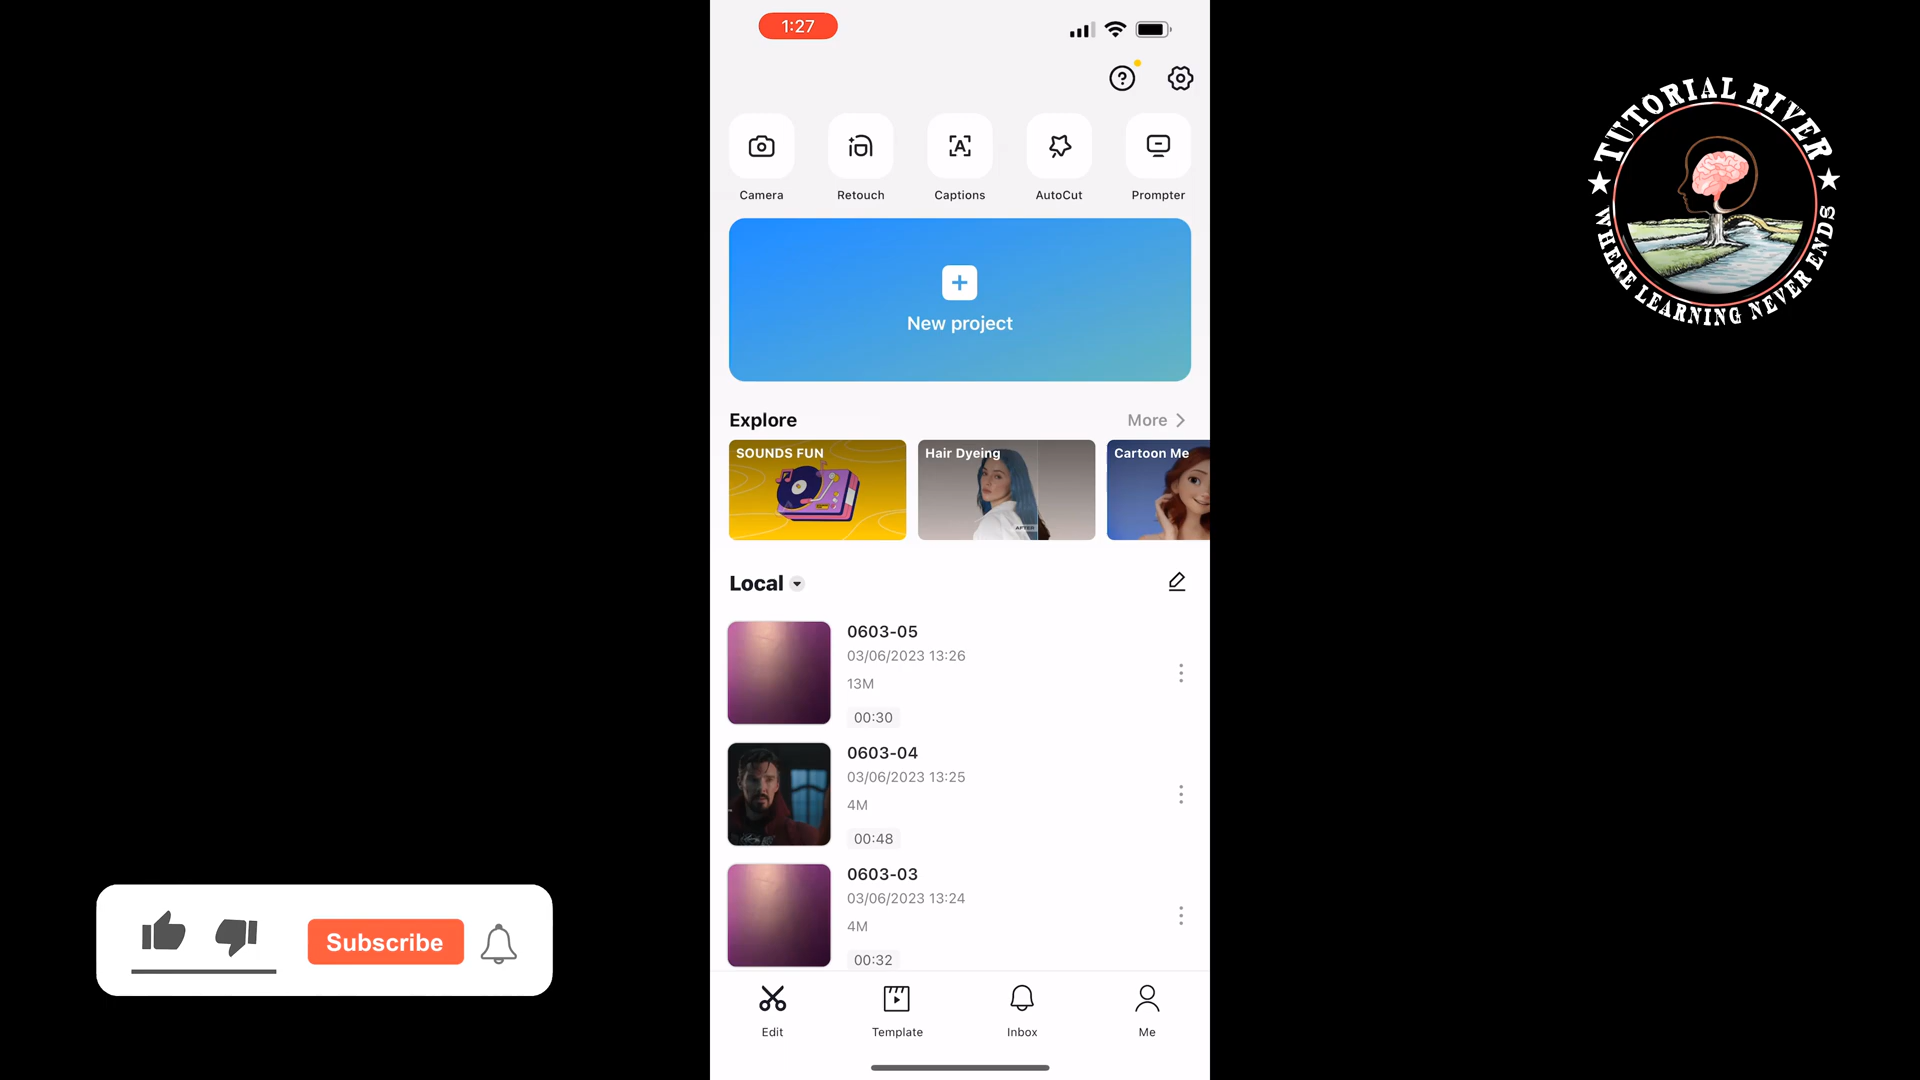 1:27
Camera
Retouch
Captions
AutoCut
Prompter
New project
Explore
More
SOUNDS FUN
Hair Dyeing
AFTER
Cartoon Me
Local
0603-05
03/06/2023 13:26
13M
00:30
0603-04
03/06/2023 13:25
4M
00:48
0603-03
03/06/2023 13:24
4M
00:32
Edit
Template
Inbox
Me
TUTORIAL RIVER
WHERE LEARNING NEVER ENDS
Subscribe